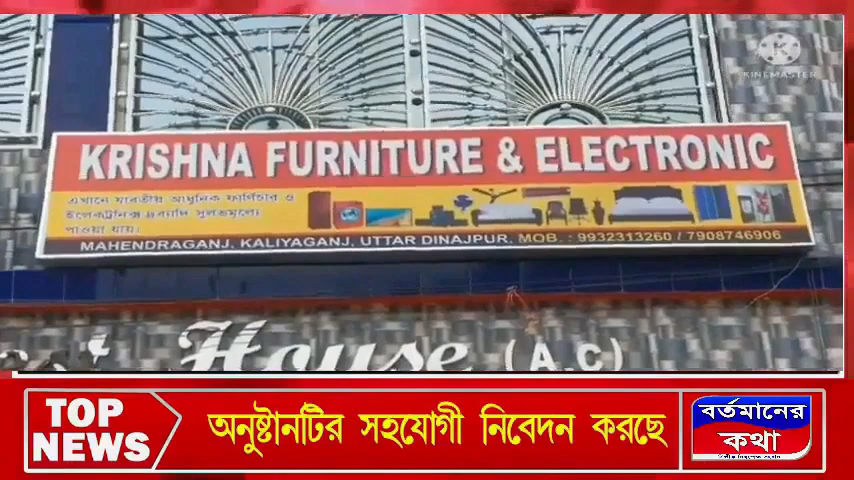 KINEMASTER
KRISHNA FURNITURE & ELECTRONIC
এখানে যাবতীয় আধুনিক ফার্ণিচার ও
ইলেকট্রনিক্স দ্রব্যাদি সুলভমূল্যে
পাওয়া যায়।
MAHENDRAGANJ, KALIYAGANJ, UTTAR DINAJPUR. MOB. : 9932313260 / 7908746906
House (A.C)
TOP NEWS
অনুষ্টানটির সহযোগী নিবেদন করছে
বর্তমানের
কথা